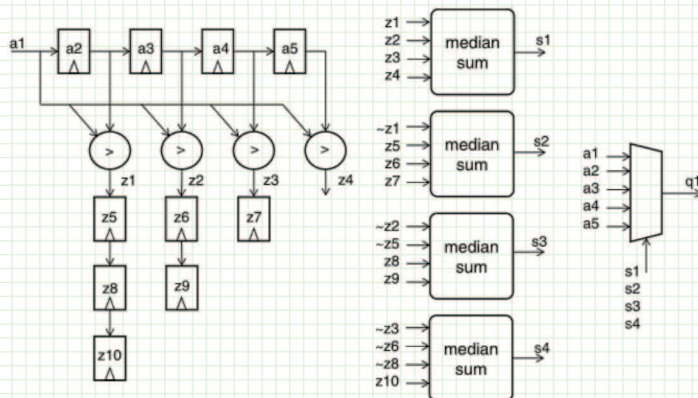 a1
a2
a3
a4
a5
>
>
>
>
z1
z2
z3
z4
z5
z6
z7
z8
z9
z10
z1
z2
z3
z4
median
sum
s1
~z1
z5
z6
z7
median
sum
s2
~z2
~z5
z8
z9
median
sum
s3
~z3
~z6
~z8
z10
median
sum
s4
a1
a2
a3
a4
a5
q1
s1
s2
s3
s4